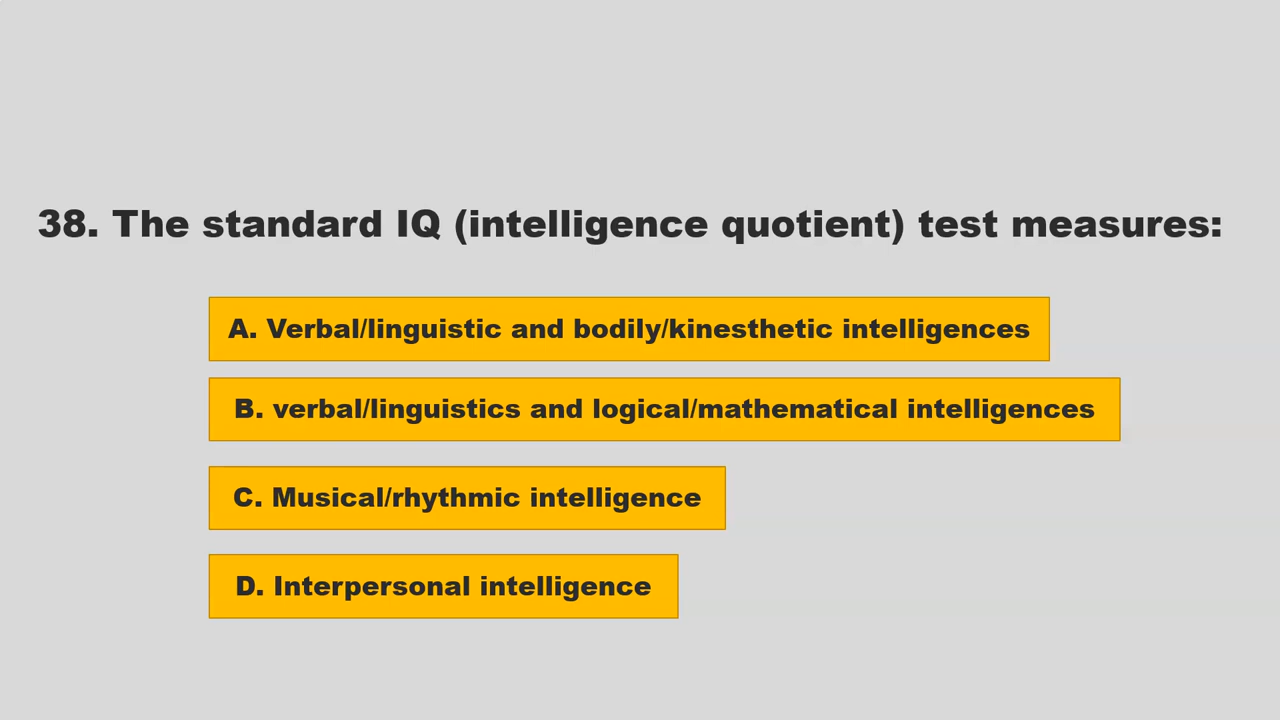 38. The standard IQ (intelligence quotient) test measures:
A. Verbal/linguistic and bodily/kinesthetic intelligences
B. verbal/linguistics and logical/mathematical intelligences
C. Musical/rhythmic intelligence
D. Interpersonal intelligence